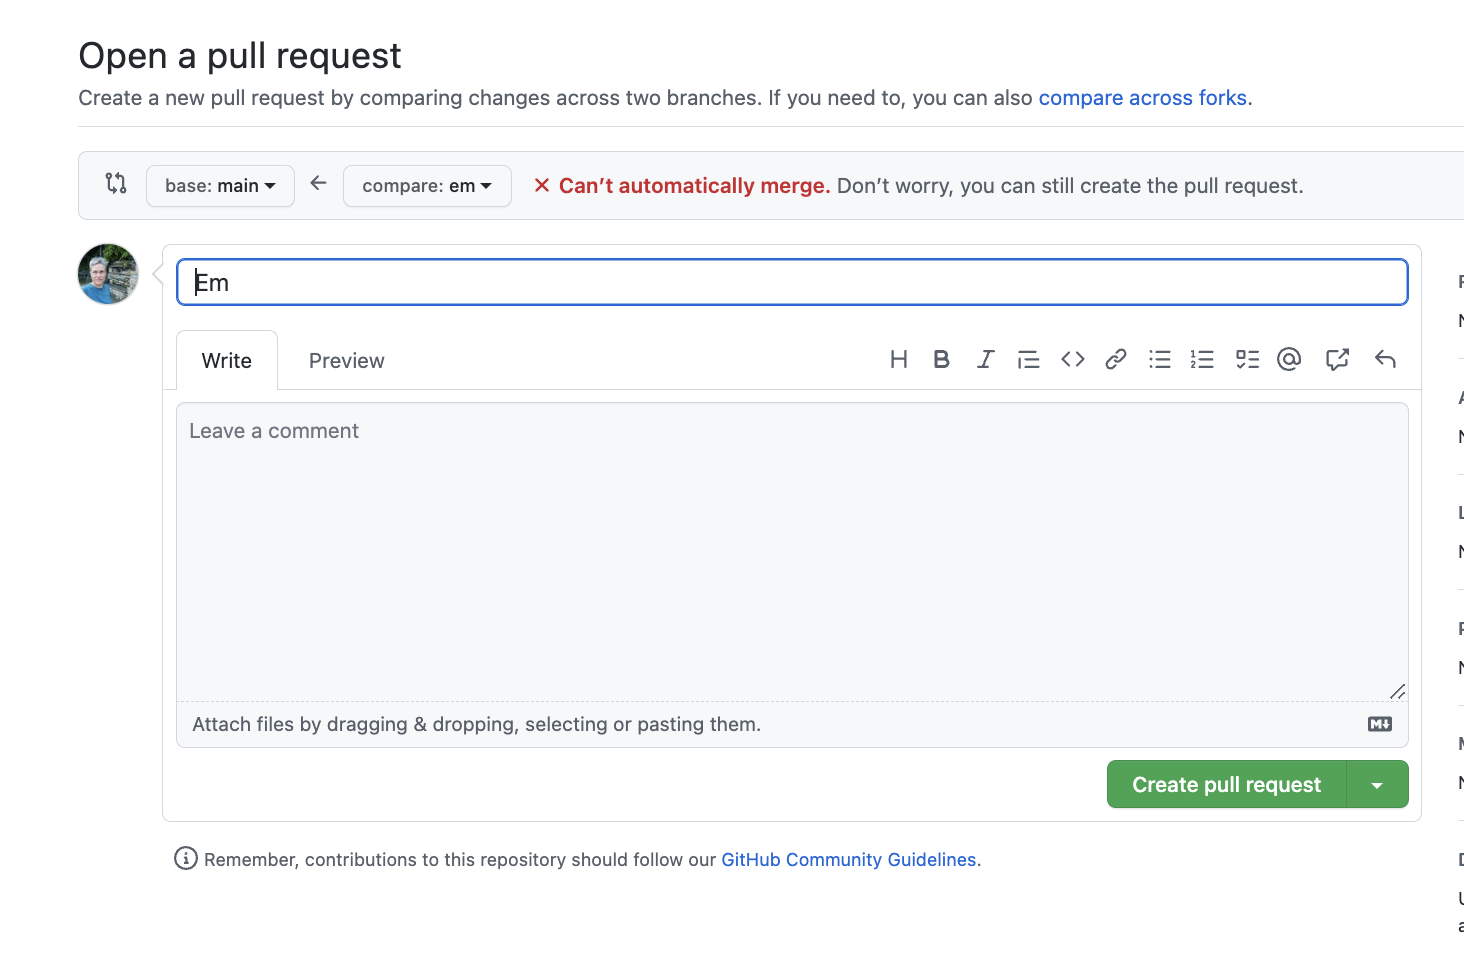 Open a pull request
Create a new pull request by comparing changes across two branches. If you need to, you can also compare across forks.
base: main
compare: em
Can’t automatically merge. Don’t worry, you can still create the pull request.
Em
Write
Preview
Leave a comment
Attach files by dragging & dropping, selecting or pasting them.
Create pull request
Remember, contributions to this repository should follow our GitHub Community Guidelines.